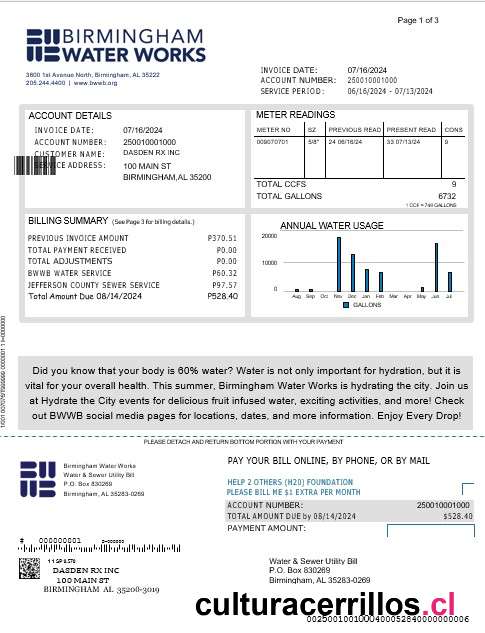 Page 1 of 3
BIRMINGHAM
WATER WORKS
3600 1st Avenue North, Birmingham, AL 35222
205.244.4400 | www.bwwb.org
INVOICE DATE: 07/16/2024
ACCOUNT NUMBER: 250010001000
SERVICE PERIOD: 06/16/2024 - 07/13/2024
ACCOUNT DETAILS
INVOICE DATE: 07/16/2024
ACCOUNT NUMBER: 250010001000
CUSTOMER NAME: DASDEN RX INC
SERVICE ADDRESS: 100 MAIN ST
BIRMINGHAM,AL 35200
METER READINGS
METER NO SZ PREVIOUS READ PRESENT READ CONS
009070701 5/8" 24 06/16/24 33 07/13/24 9
TOTAL CCFS 9
TOTAL GALLONS 6732
1 CCF = 748 GALLONS
BILLING SUMMARY (See Page 3 for billing details.)
PREVIOUS INVOICE AMOUNT ₱370.51
TOTAL PAYMENT RECEIVED ₱0.00
TOTAL ADJUSTMENTS ₱0.00
BWWB WATER SERVICE ₱60.32
JEFFERSON COUNTY SEWER SERVICE ₱97.57
Total Amount Due 08/14/2024 ₱528.40
ANNUAL WATER USAGE
20000
10000
0
Aug Sep Oct Nov Dec Jan Feb Mar Apr May Jun Jul
GALLONS
Did you know that your body is 60% water? Water is not only important for hydration, but it is
vital for your overall health. This summer, Birmingham Water Works is hydrating the city. Join us
at Hydrate the City events for delicious fruit infused water, exciting activities, and more! Check
out BWWB social media pages for locations, dates, and more information. Enjoy Every Drop!
PLEASE DETACH AND RETURN BOTTOM PORTION WITH YOUR PAYMENT
Birmingham Water Works
Water & Sewer Utility Bill
P.O. Box 830269
Birmingham, AL 35283-0269
PAY YOUR BILL ONLINE, BY PHONE, OR BY MAIL
HELP 2 OTHERS (H2O) FOUNDATION
PLEASE BILL ME $1 EXTRA PER MONTH
ACCOUNT NUMBER: 250010001000
TOTAL AMOUNT DUE by 08/14/2024 $528.40
PAYMENT AMOUNT:
# 000000001
DASDEN RX INC
100 MAIN ST
BIRMINGHAM AL 35200-3019
Water & Sewer Utility Bill
P.O. Box 830269
Birmingham, AL 35283-0269
culturacerrillos.cl